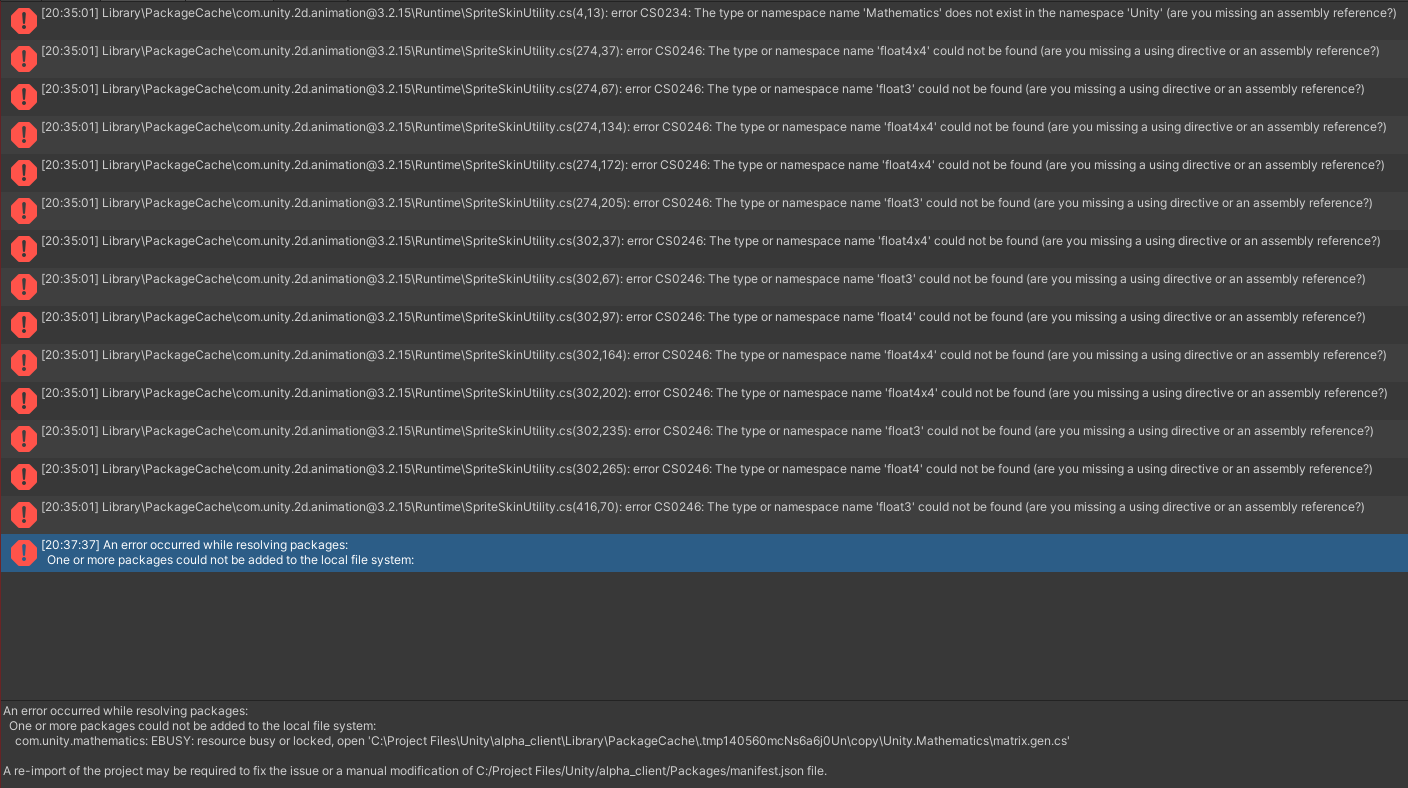 [20:35:01] Library\PackageCache\com.unity.2d.animation@3.2.15\Runtime\SpriteSkinUtility.cs(4,13): error CS0234: The type or namespace name 'Mathematics' does not exist in the namespace 'Unity' (are you missing an assembly reference?)
[20:35:01] Library\PackageCache\com.unity.2d.animation@3.2.15\Runtime\SpriteSkinUtility.cs(274,37): error CS0246: The type or namespace name 'float4x4' could not be found (are you missing a using directive or an assembly reference?)
[20:35:01] Library\PackageCache\com.unity.2d.animation@3.2.15\Runtime\SpriteSkinUtility.cs(274,67): error CS0246: The type or namespace name 'float3' could not be found (are you missing a using directive or an assembly reference?)
[20:35:01] Library\PackageCache\com.unity.2d.animation@3.2.15\Runtime\SpriteSkinUtility.cs(274,134): error CS0246: The type or namespace name 'float4x4' could not be found (are you missing a using directive or an assembly reference?)
[20:35:01] Library\PackageCache\com.unity.2d.animation@3.2.15\Runtime\SpriteSkinUtility.cs(274,172): error CS0246: The type or namespace name 'float4x4' could not be found (are you missing a using directive or an assembly reference?)
[20:35:01] Library\PackageCache\com.unity.2d.animation@3.2.15\Runtime\SpriteSkinUtility.cs(274,205): error CS0246: The type or namespace name 'float3' could not be found (are you missing a using directive or an assembly reference?)
[20:35:01] Library\PackageCache\com.unity.2d.animation@3.2.15\Runtime\SpriteSkinUtility.cs(302,37): error CS0246: The type or namespace name 'float4x4' could not be found (are you missing a using directive or an assembly reference?)
[20:35:01] Library\PackageCache\com.unity.2d.animation@3.2.15\Runtime\SpriteSkinUtility.cs(302,67): error CS0246: The type or namespace name 'float3' could not be found (are you missing a using directive or an assembly reference?)
[20:35:01] Library\PackageCache\com.unity.2d.animation@3.2.15\Runtime\SpriteSkinUtility.cs(302,97): error CS0246: The type or namespace name 'float4' could not be found (are you missing a using directive or an assembly reference?)
[20:35:01] Library\PackageCache\com.unity.2d.animation@3.2.15\Runtime\SpriteSkinUtility.cs(302,164): error CS0246: The type or namespace name 'float4x4' could not be found (are you missing a using directive or an assembly reference?)
[20:35:01] Library\PackageCache\com.unity.2d.animation@3.2.15\Runtime\SpriteSkinUtility.cs(302,202): error CS0246: The type or namespace name 'float4x4' could not be found (are you missing a using directive or an assembly reference?)
[20:35:01] Library\PackageCache\com.unity.2d.animation@3.2.15\Runtime\SpriteSkinUtility.cs(302,235): error CS0246: The type or namespace name 'float3' could not be found (are you missing a using directive or an assembly reference?)
[20:35:01] Library\PackageCache\com.unity.2d.animation@3.2.15\Runtime\SpriteSkinUtility.cs(302,265): error CS0246: The type or namespace name 'float4' could not be found (are you missing a using directive or an assembly reference?)
[20:35:01] Library\PackageCache\com.unity.2d.animation@3.2.15\Runtime\SpriteSkinUtility.cs(416,70): error CS0246: The type or namespace name 'float3' could not be found (are you missing a using directive or an assembly reference?)
[20:37:37] An error occurred while resolving packages:
One or more packages could not be added to the local file system:
An error occurred while resolving packages:
One or more packages could not be added to the local file system:
com.unity.mathematics: EBUSY: resource busy or locked, open 'C:\Project Files\Unity\alpha_client\Library\PackageCache\.tmp140560mcNs6a6j0Un\copy\Unity.Mathematics\matrix.gen.cs'
A re-import of the project may be required to fix the issue or a manual modification of C:/Project Files/Unity/alpha_client/Packages/manifest.json file.